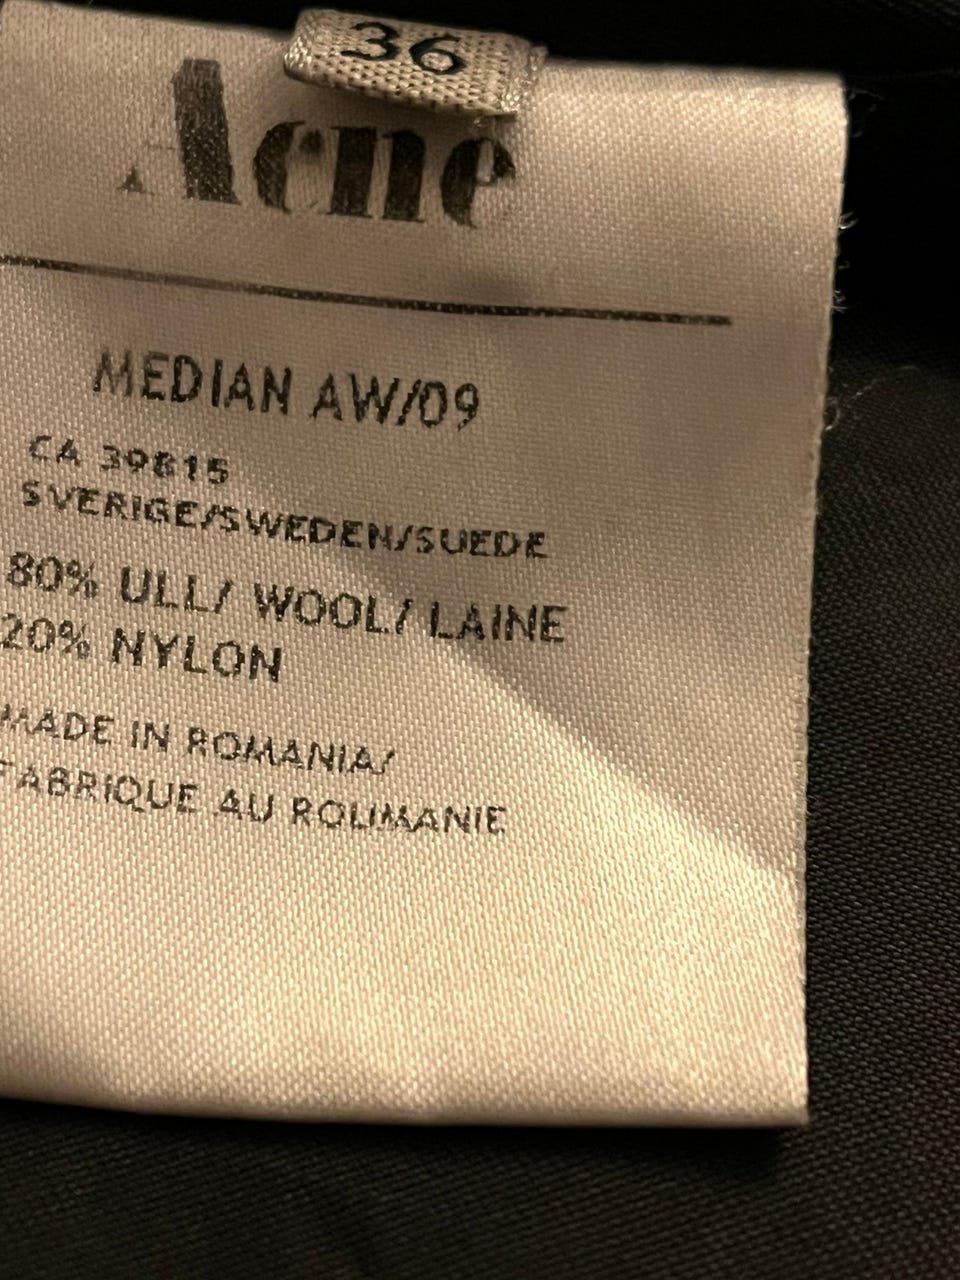 36
Acne
MEDIAN AW/09
CA 39815
SVERIGE/SWEDEN/SUEDE
80% ULL/ WOOL/ LAINE
20% NYLON
MADE IN ROMANIA/
FABRIQUE AU ROUMANIE